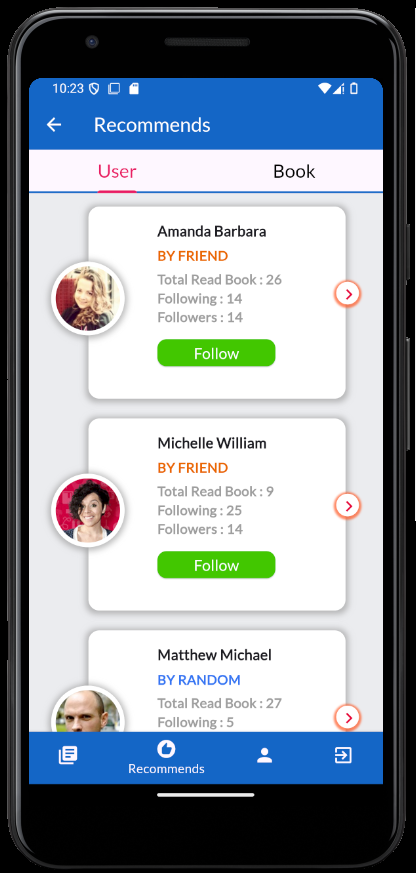 10:23
Recommends
User
Book
Amanda Barbara
BY FRIEND
Total Read Book : 26
Following : 14
Followers : 14
Follow
Michelle William
BY FRIEND
Total Read Book : 9
Following : 25
Followers : 14
Follow
Matthew Michael
BY RANDOM
Total Read Book : 27
Following : 5
Recommends